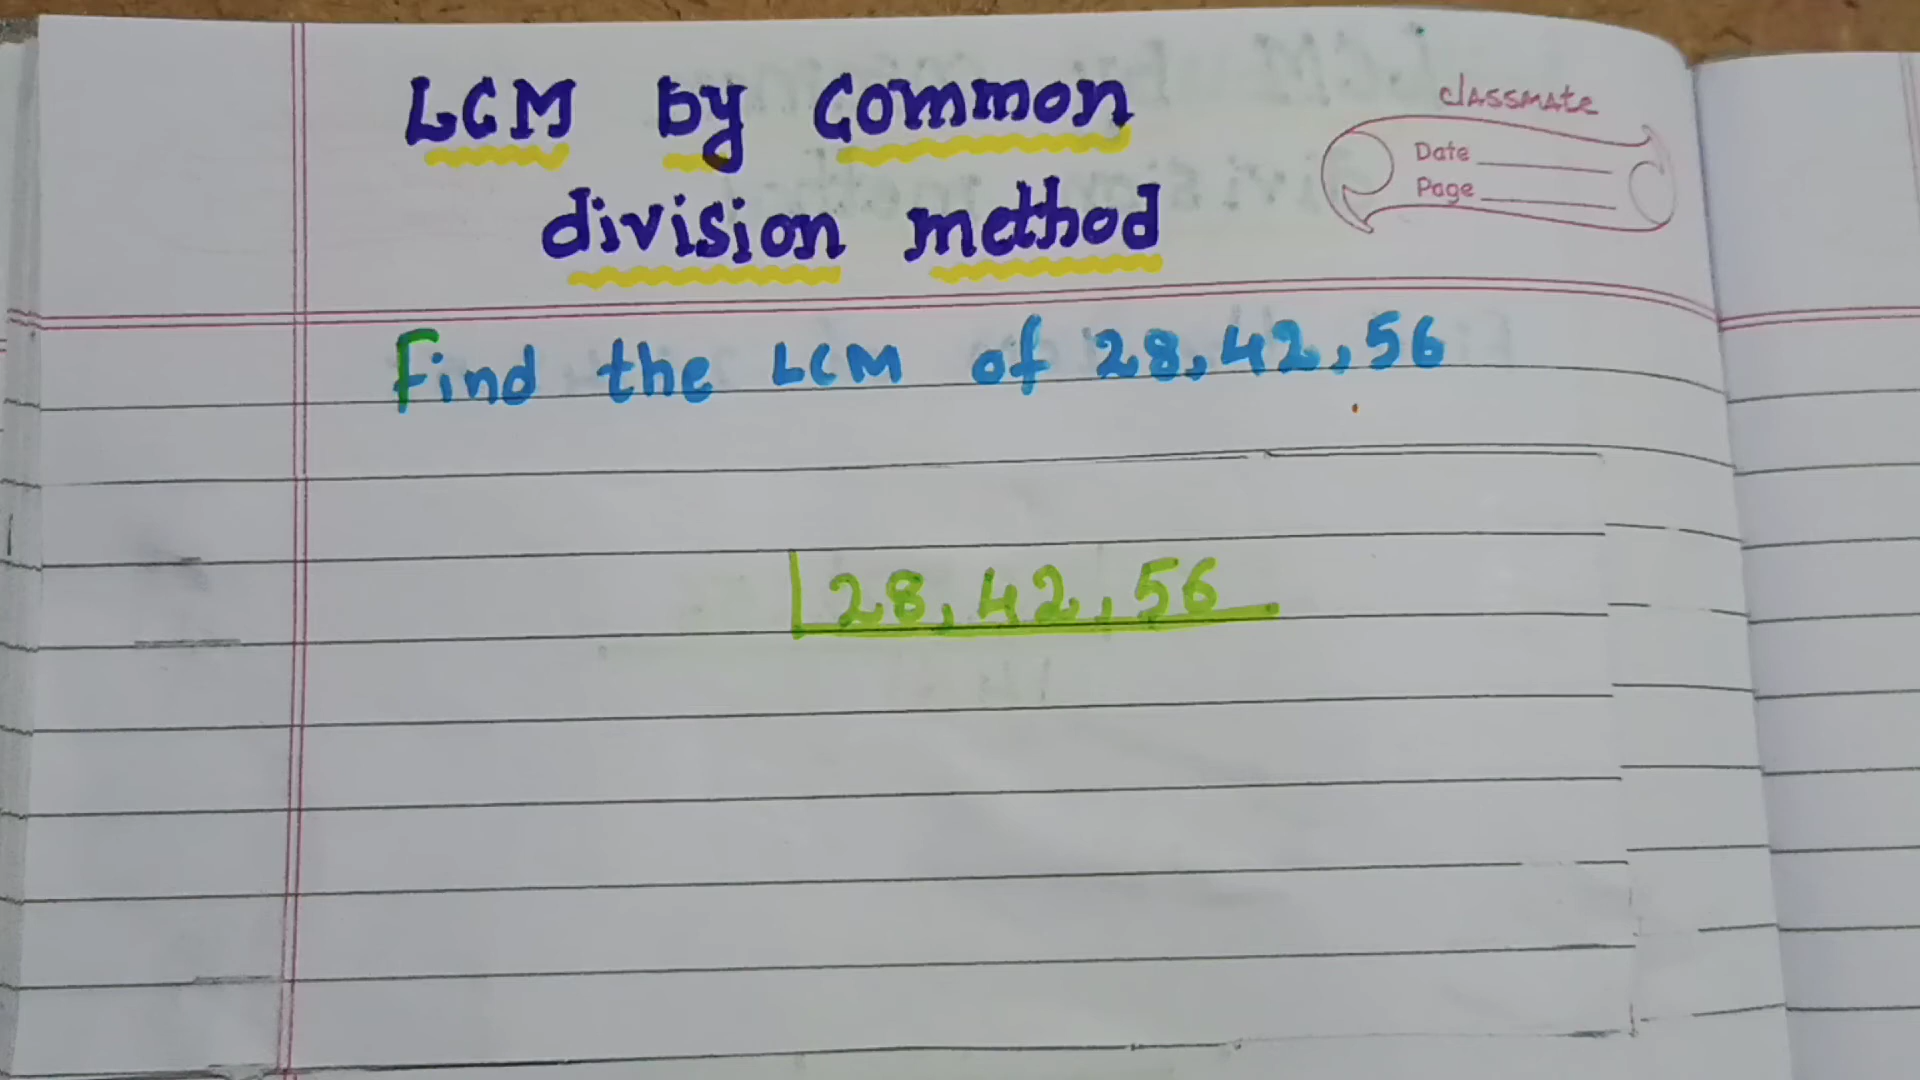 LCM by Common
division method
classmate
Date
Page
Find the LCM of 28, 42, 56
28, 42, 56